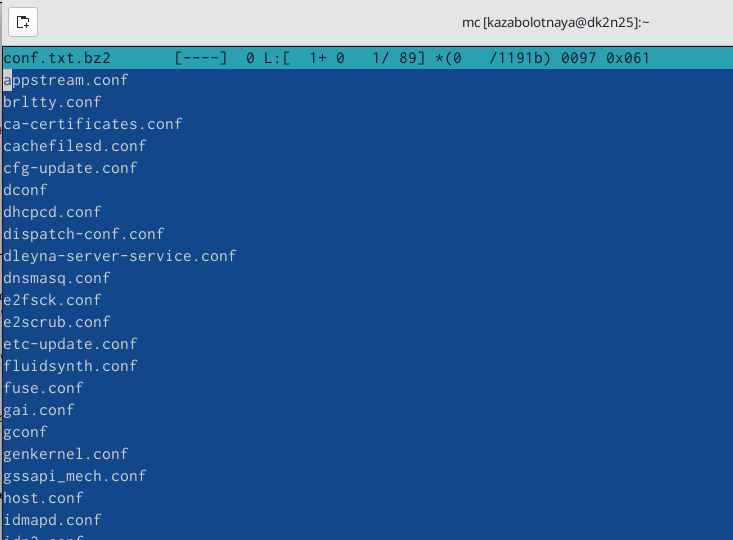 mc [kazabolotnaya@dk2n25]:~
conf.txt.bz2 [----] 0 L:[ 1+ 0 1/ 89] *(0 /1191b) 0097 0x061
appstream.conf
brltty.conf
ca-certificates.conf
cachefilesd.conf
cfg-update.conf
dconf
dhcpcd.conf
dispatch-conf.conf
dleyna-server-service.conf
dnsmasq.conf
e2fsck.conf
e2scrub.conf
etc-update.conf
fluidsynth.conf
fuse.conf
gai.conf
gconf
genkernel.conf
gssapi_mech.conf
host.conf
idmapd.conf